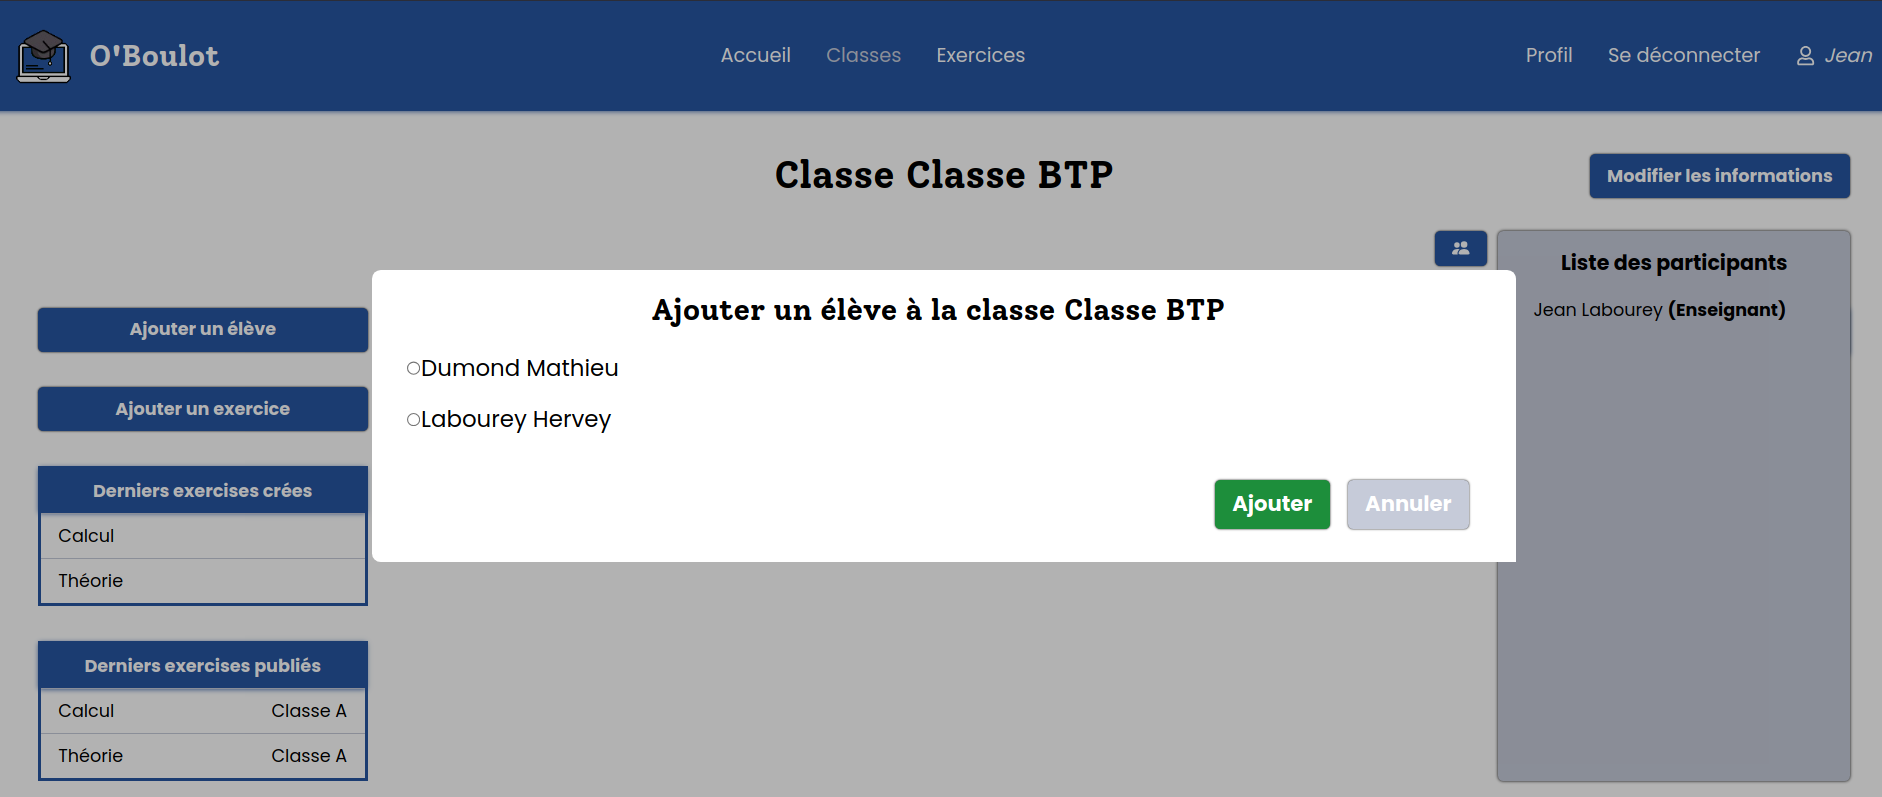 O'Boulot
Accueil Classes Exercices
Profil Se déconnecter Jean
Classe Classe BTP
Modifier les informations
Ajouter un élève
Ajouter un exercice
Derniers exercises crées
Calcul
Théorie
Derniers exercises publiés
Calcul Classe A
Théorie Classe A
Ajouter un élève à la classe Classe BTP
Dumond Mathieu
Labourey Hervey
Ajouter Annuler
Liste des participants
Jean Labourey (Enseignant)